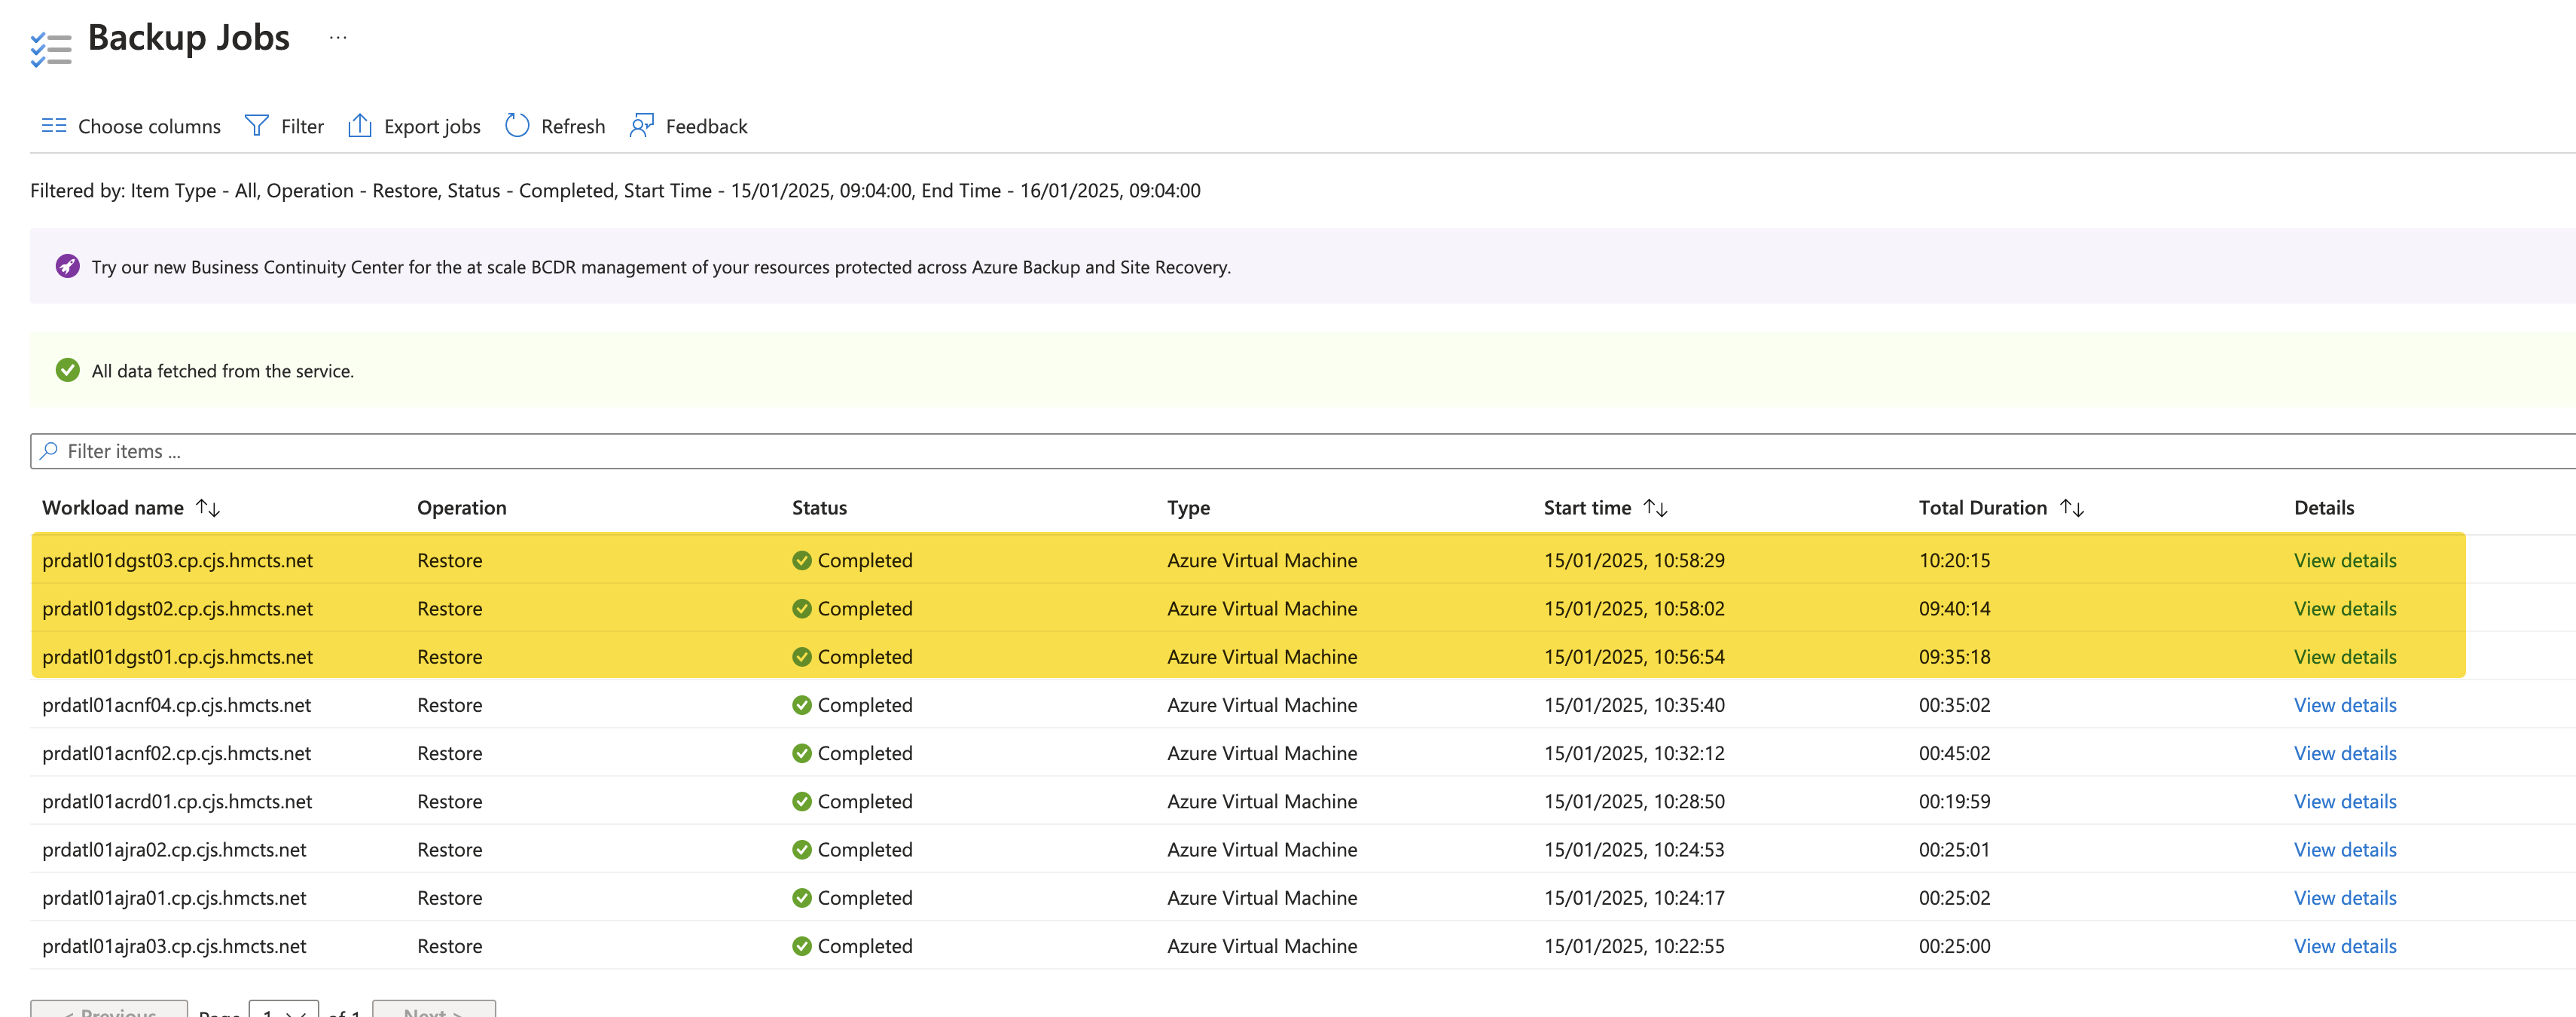 Backup Jobs ...
Choose columns Filter Export jobs Refresh Feedback
Filtered by: Item Type - All, Operation - Restore, Status - Completed, Start Time - 15/01/2025, 09:04:00, End Time - 16/01/2025, 09:04:00
Try our new Business Continuity Center for the at scale BCDR management of your resources protected across Azure Backup and Site Recovery.
All data fetched from the service.
Filter items ...
Workload name Operation Status Type Start time Total Duration Details
prdatl01dgst03.cp.cjs.hmcts.net Restore Completed Azure Virtual Machine 15/01/2025, 10:58:29 10:20:15 View details
prdatl01dgst02.cp.cjs.hmcts.net Restore Completed Azure Virtual Machine 15/01/2025, 10:58:02 09:40:14 View details
prdatl01dgst01.cp.cjs.hmcts.net Restore Completed Azure Virtual Machine 15/01/2025, 10:56:54 09:35:18 View details
prdatl01acnf04.cp.cjs.hmcts.net Restore Completed Azure Virtual Machine 15/01/2025, 10:35:40 00:35:02 View details
prdatl01acnf02.cp.cjs.hmcts.net Restore Completed Azure Virtual Machine 15/01/2025, 10:32:12 00:45:02 View details
prdatl01acrd01.cp.cjs.hmcts.net Restore Completed Azure Virtual Machine 15/01/2025, 10:28:50 00:19:59 View details
prdatl01ajra02.cp.cjs.hmcts.net Restore Completed Azure Virtual Machine 15/01/2025, 10:24:53 00:25:01 View details
prdatl01ajra01.cp.cjs.hmcts.net Restore Completed Azure Virtual Machine 15/01/2025, 10:24:17 00:25:02 View details
prdatl01ajra03.cp.cjs.hmcts.net Restore Completed Azure Virtual Machine 15/01/2025, 10:22:55 00:25:00 View details
< Previous Page 1 of 1 Next >